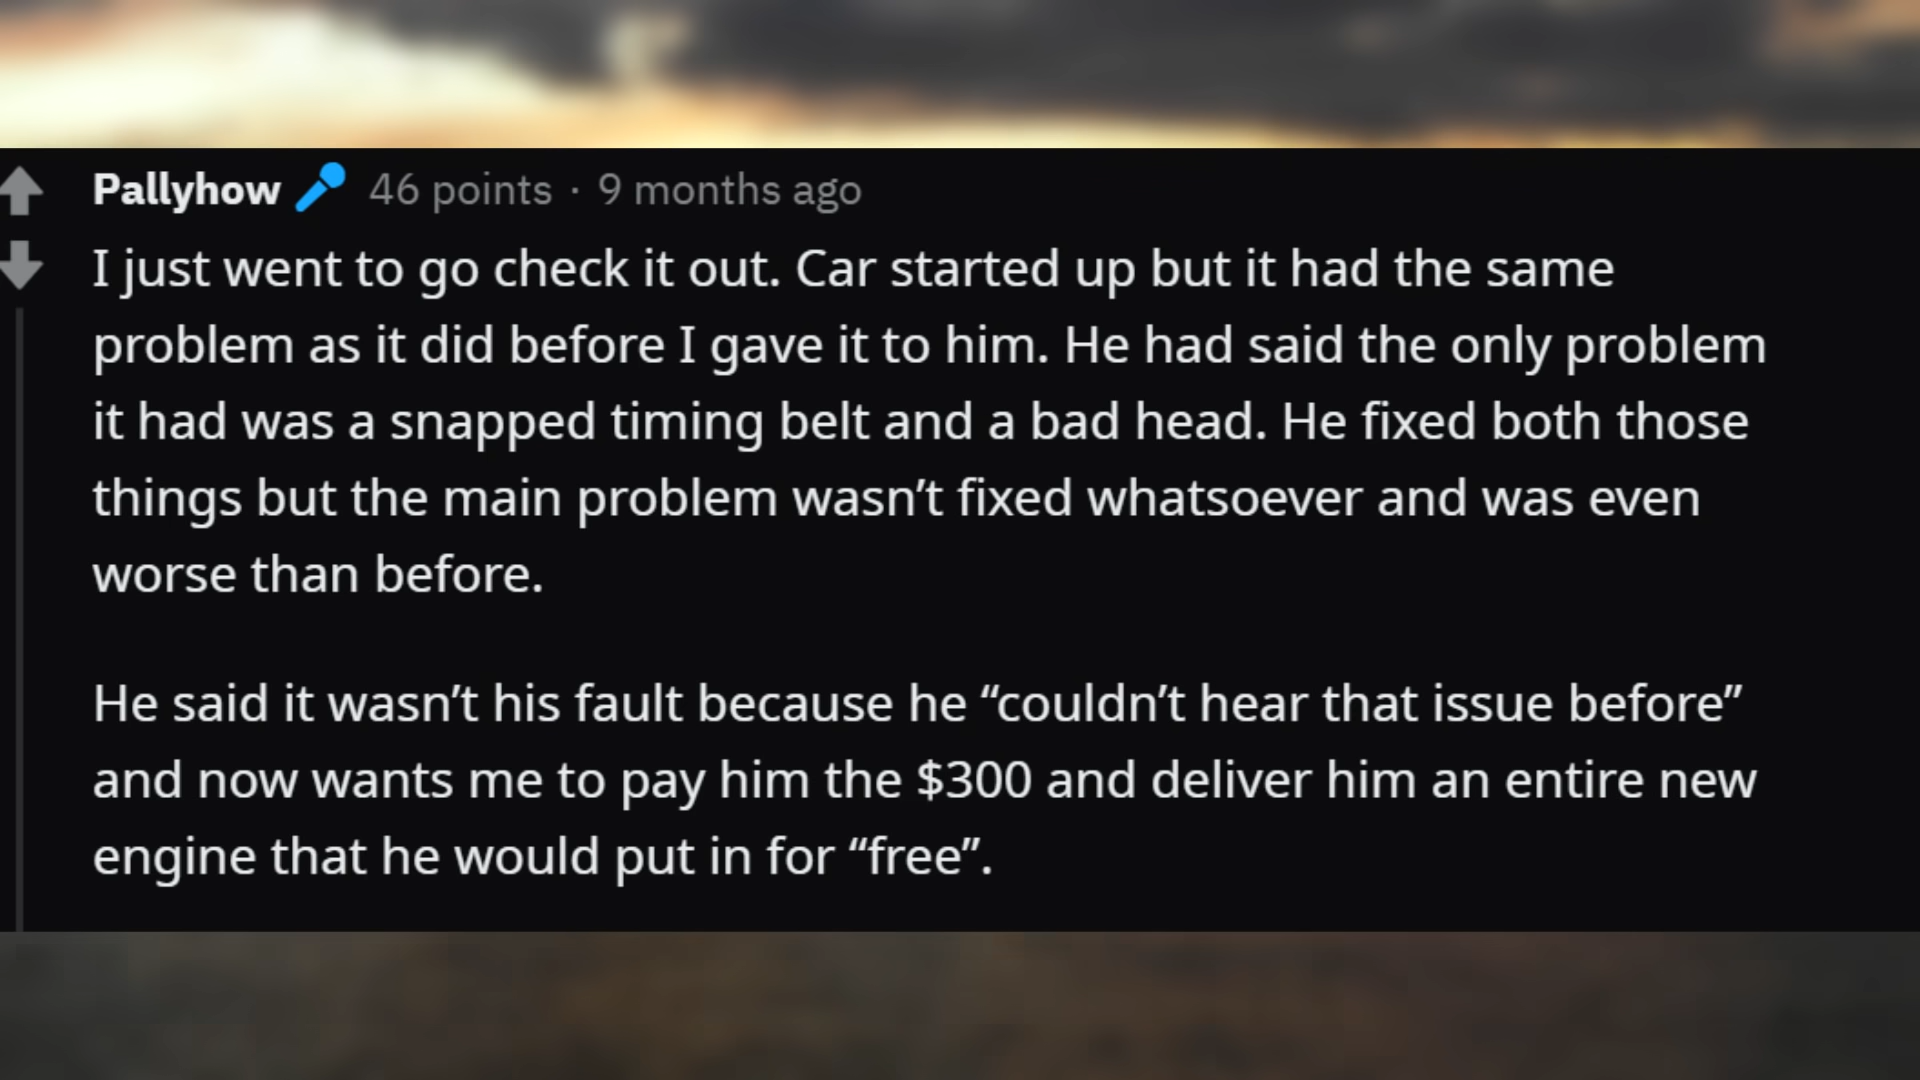 Pallyhow 46 points · 9 months ago
I just went to go check it out. Car started up but it had the same
problem as it did before I gave it to him. He had said the only problem
it had was a snapped timing belt and a bad head. He fixed both those
things but the main problem wasn’t fixed whatsoever and was even
worse than before.
He said it wasn’t his fault because he “couldn’t hear that issue before”
and now wants me to pay him the $300 and deliver him an entire new
engine that he would put in for “free”.